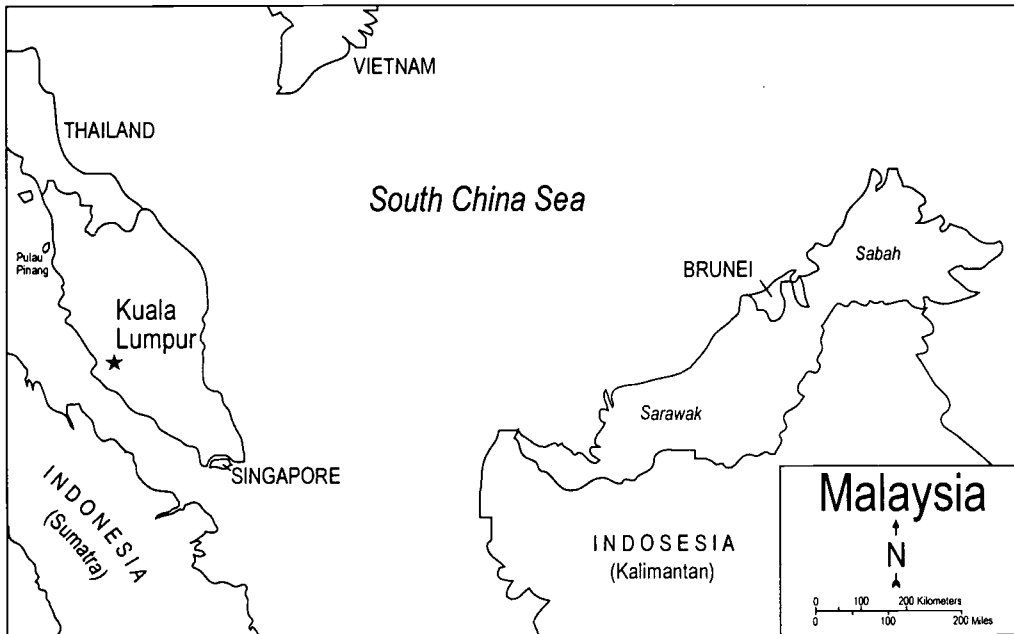 VIETNAM
THAILAND
South China Sea
Sabah
BRUNEI
Pulau
Pinang
Kuala
Lumpur
Sarawak
SINGAPORE
INDONESIA
(Sumatra)
INDOSESIA
(Kalimantan)
Malaysia
N
0 100 200 Kilometers
0 100 200 Miles